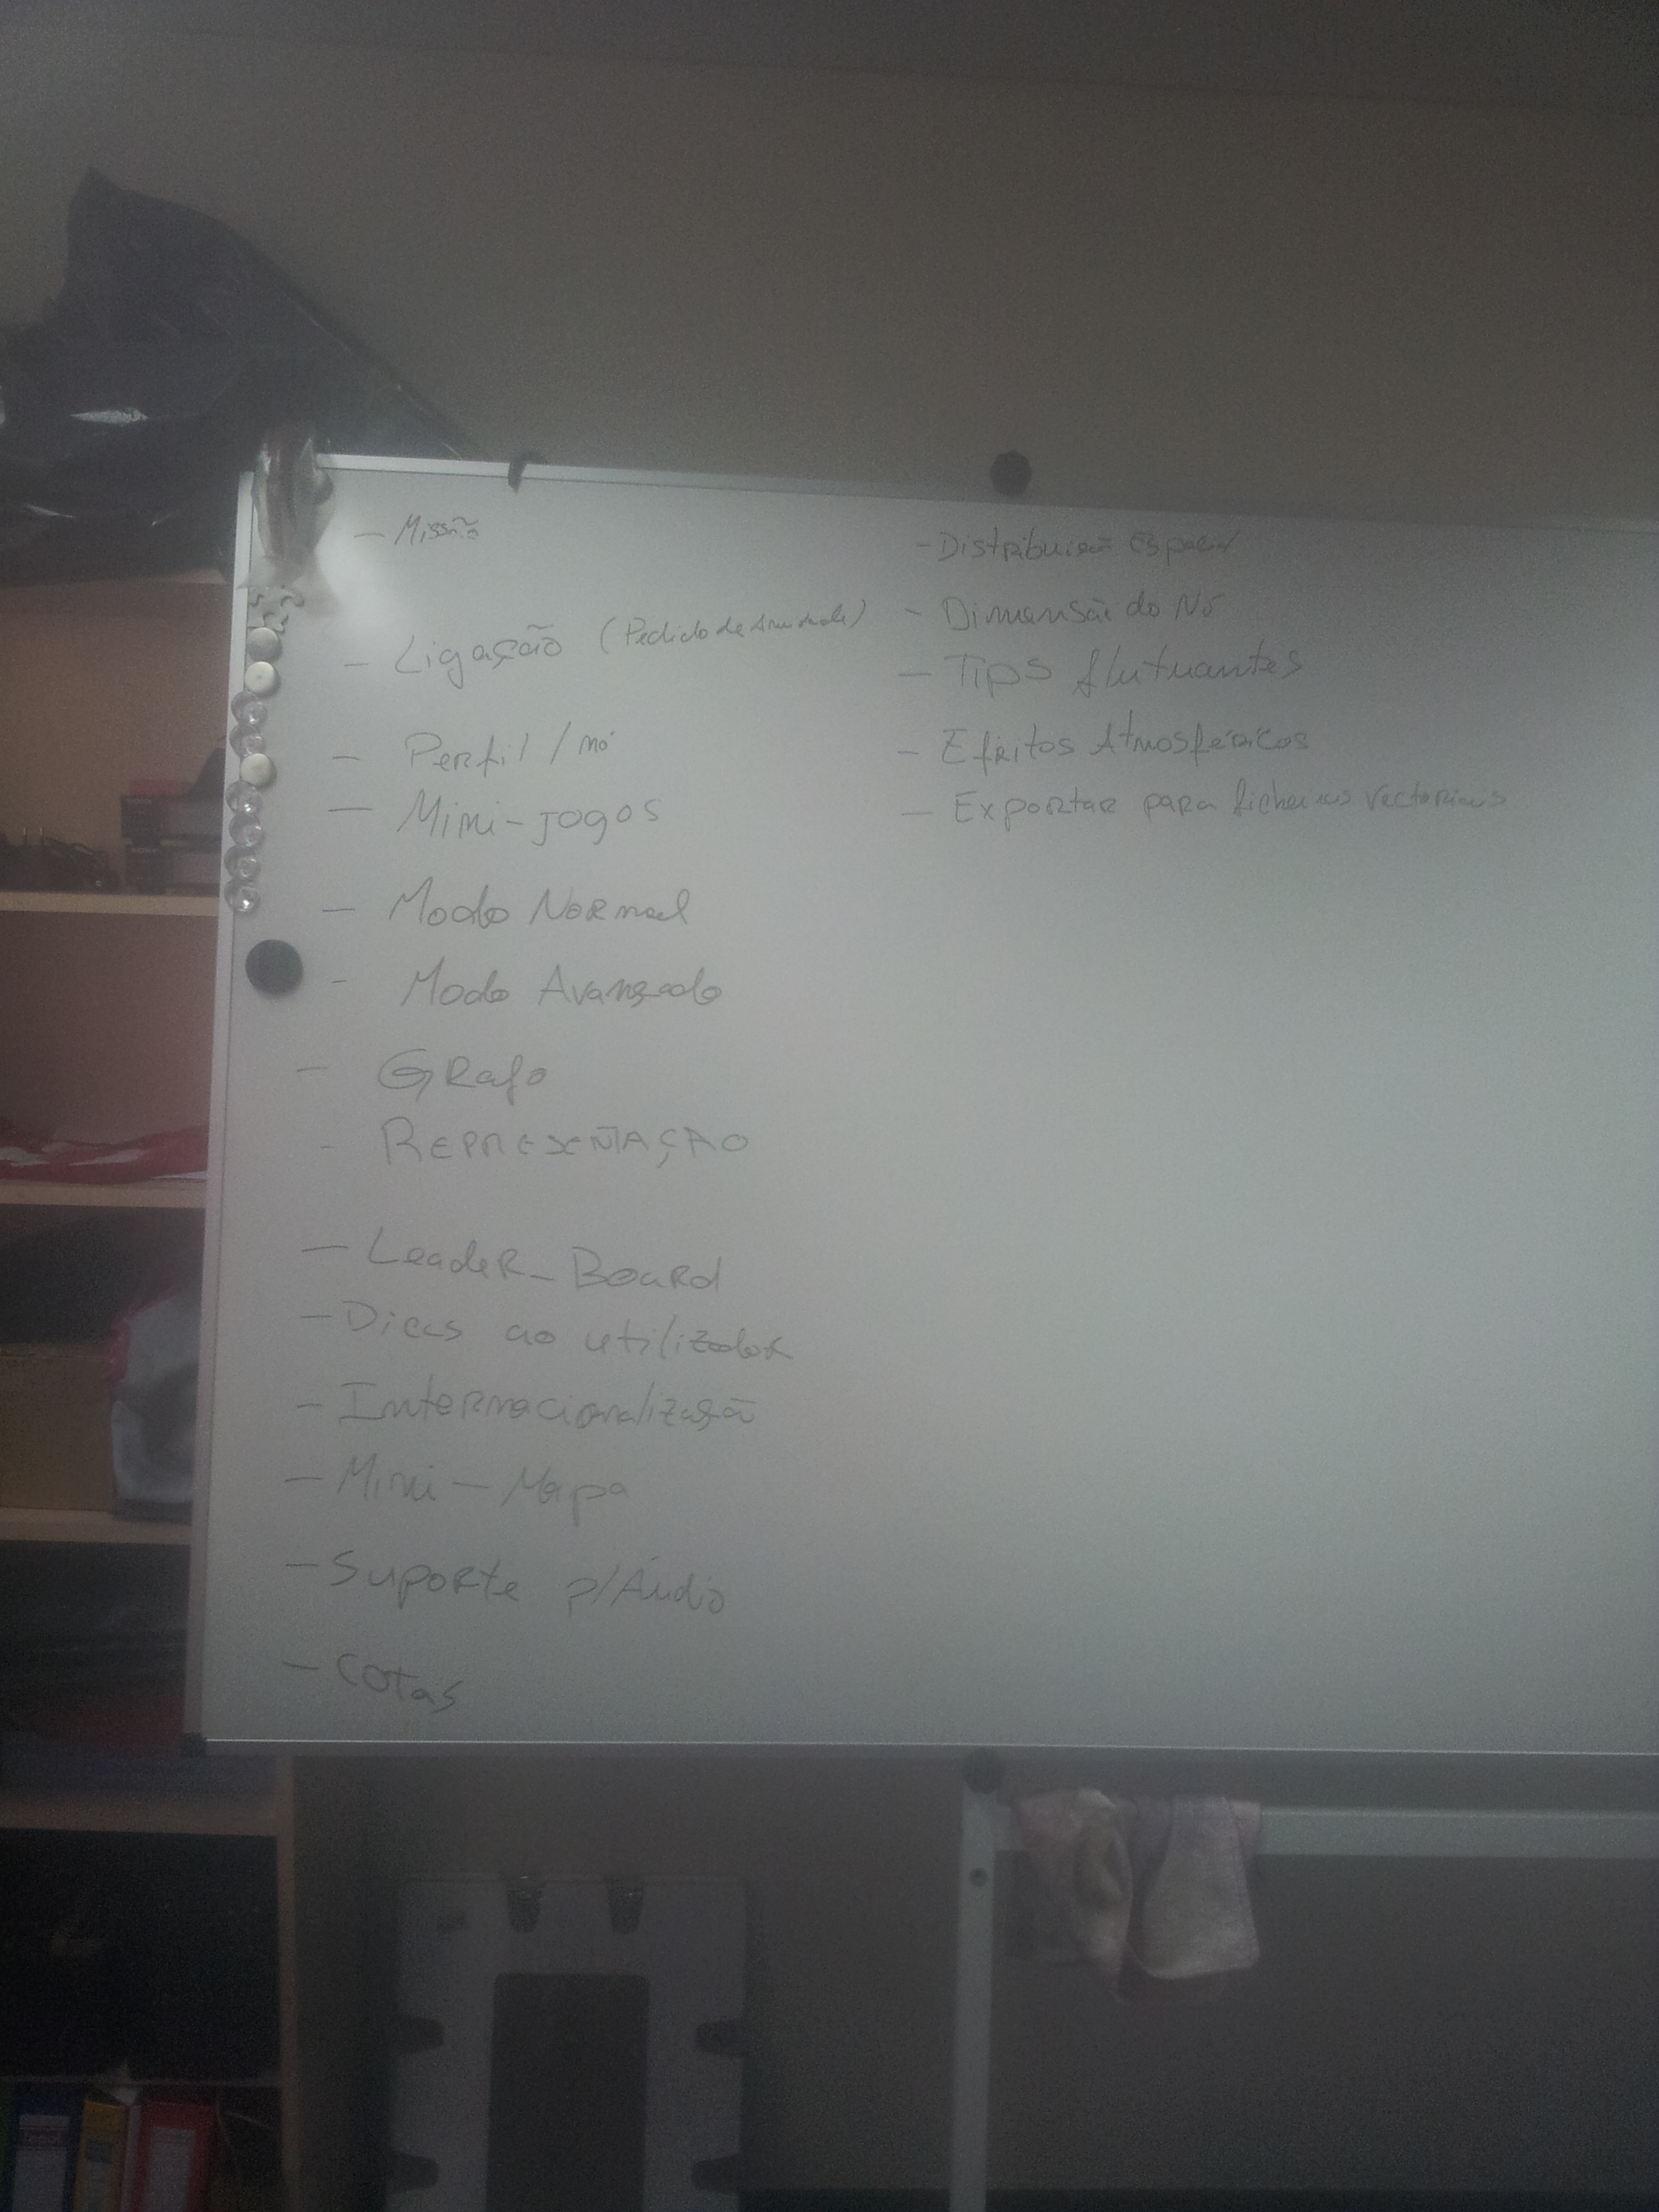 - Missão
- Ligação (Pedido de Amizade)
- Perfil / nó
- Mini-jogos
- Modo Normal
- Modo Avançado
- Grafo
- REPRESENTAÇÃO
- Leader_Board
- Dicas ao utilizador
- Internacionalização
- Mini-Mapa
- Suporte p/Áudio
- Cotas
- Distribuição Espacial
- Dimensão do Nó
- Tips flutuantes
- Efeitos Atmosféricos
- Exportar para ficheiros vectoriais